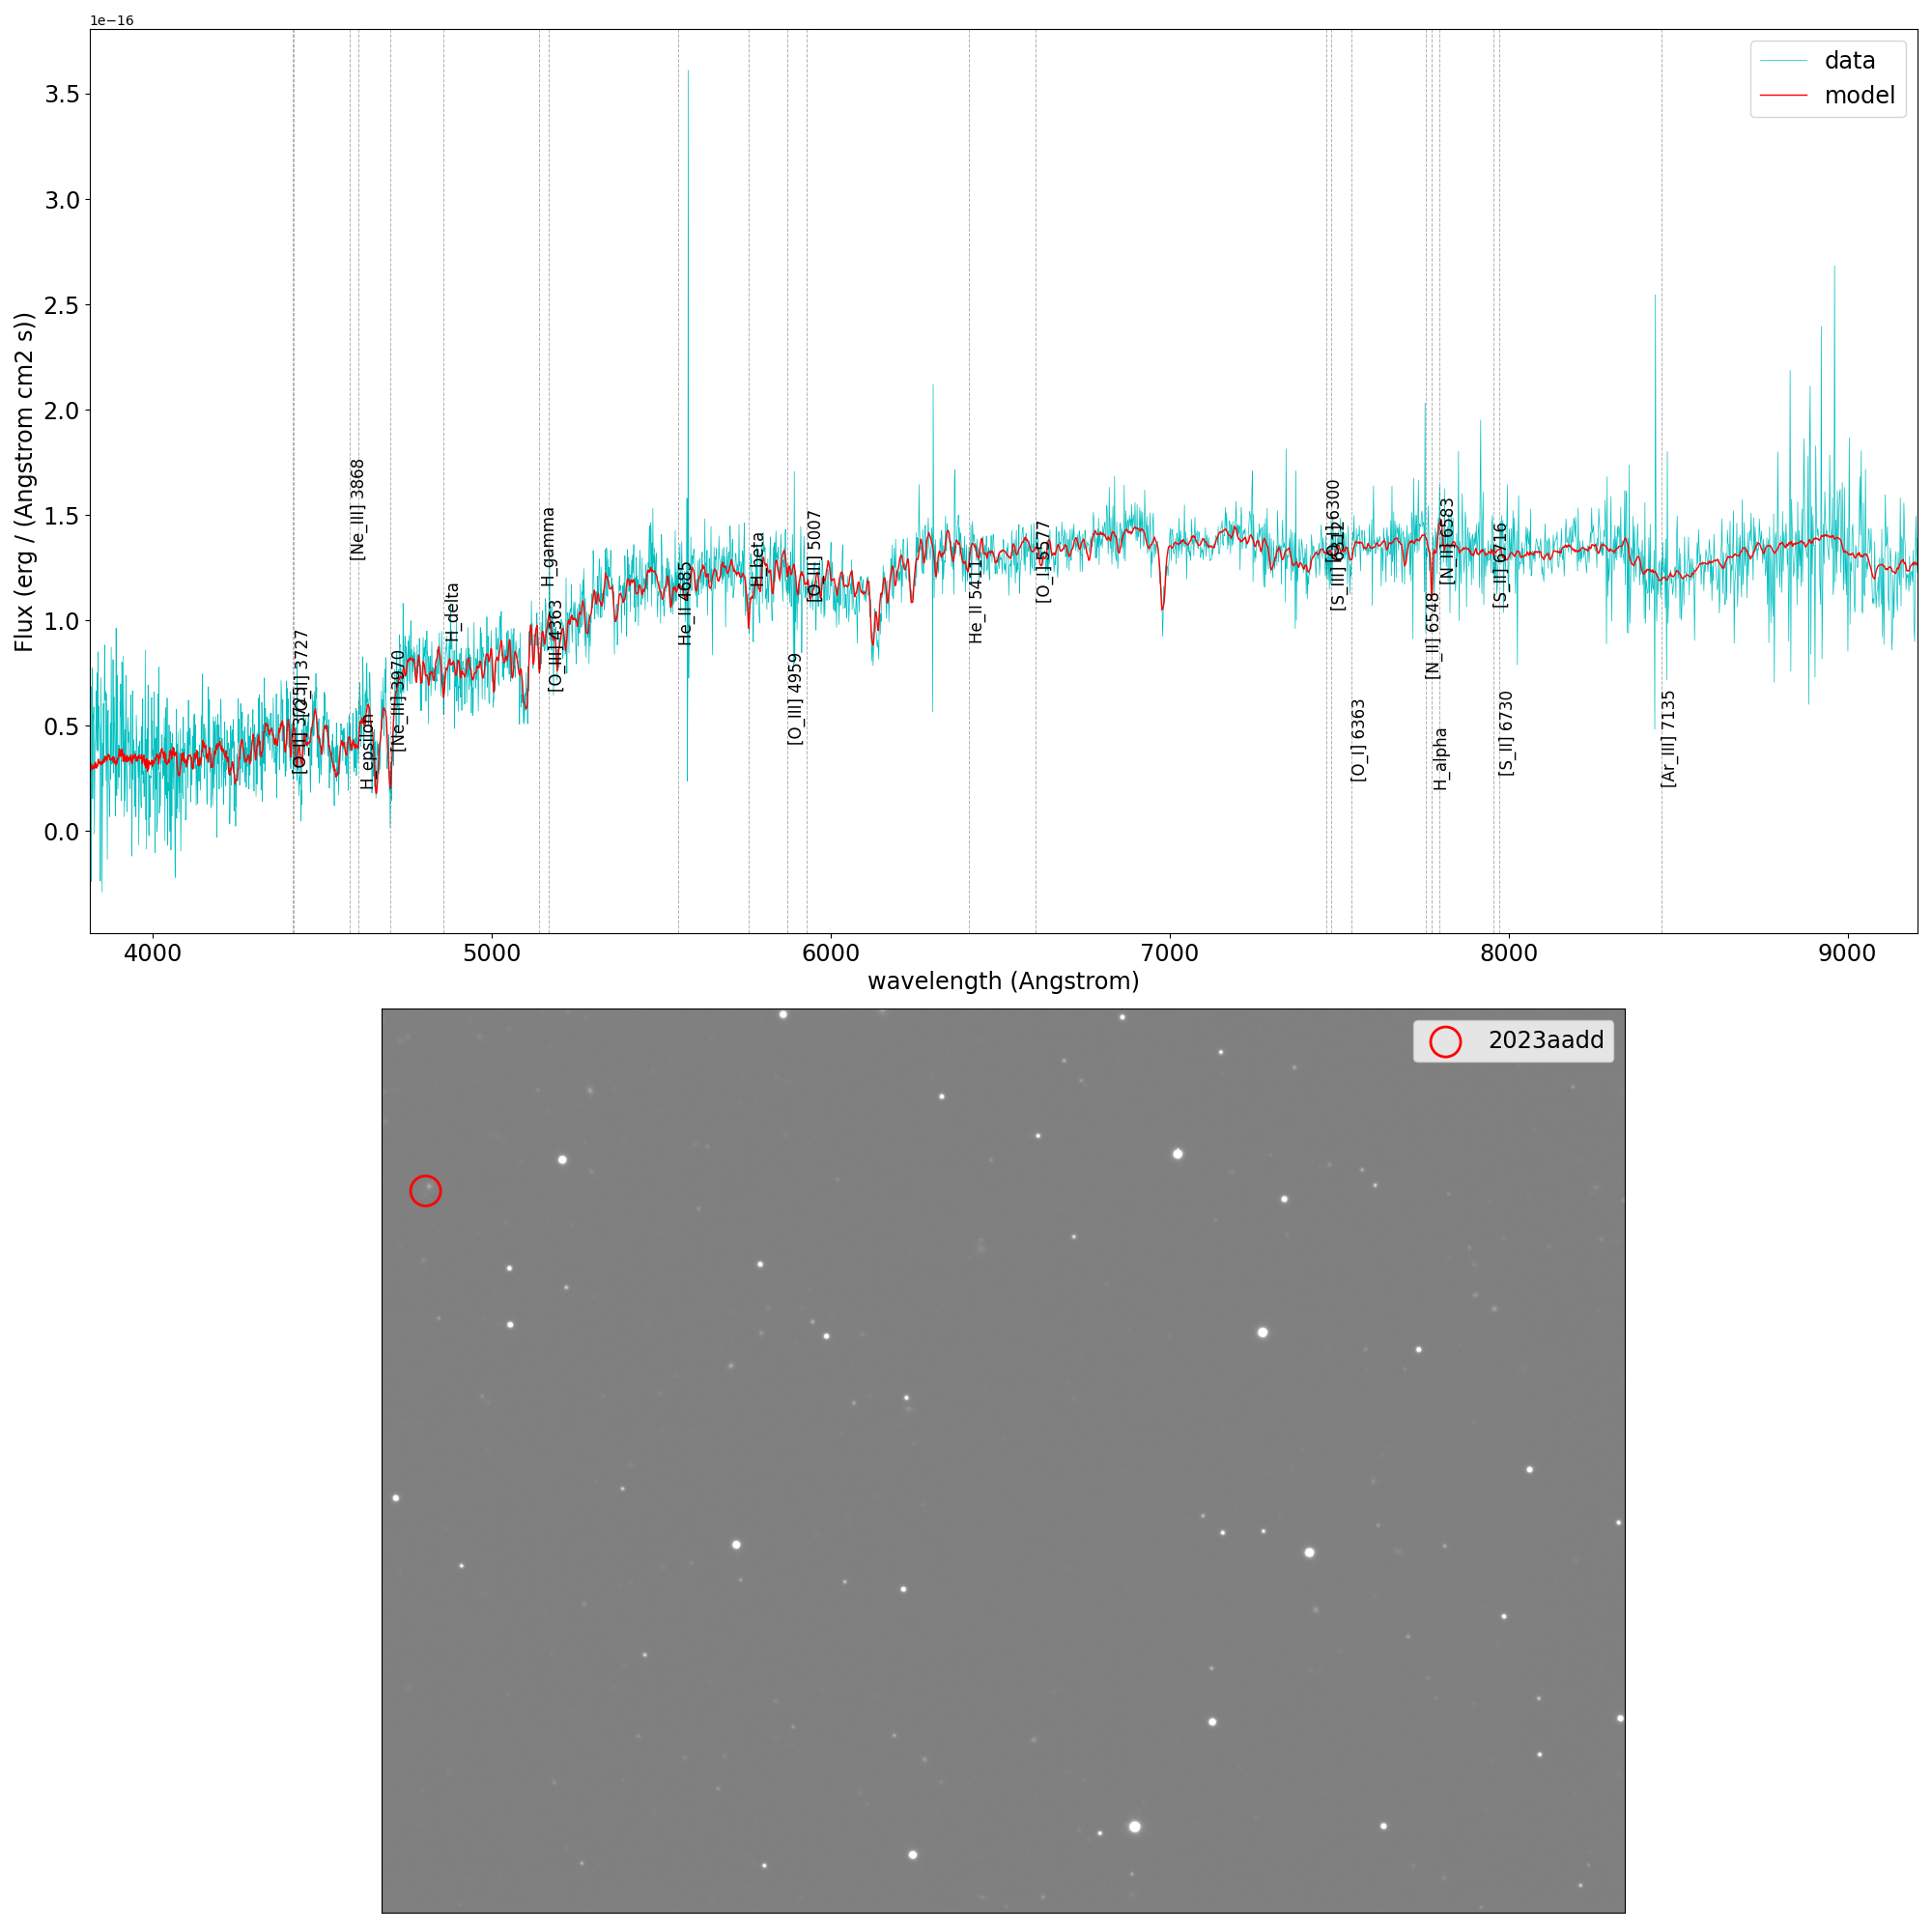 1e−16
data
model
3.5
3.0
2.5
2.0
1.5
1.0
0.5
0.0
Flux (erg / (Angstrom cm2 s))
[O_II] 3725
[O_II] 3727
[Ne_III] 3868
H_epsilon
[Ne_III] 3970
H_delta
H_gamma
[O_III] 4363
He_II 4685
H_beta
[O_III] 4959
[O_III] 5007
He_II 5411
[O_I] 5577
[O_I] 6300
[S_III] 6312
[O_I] 6363
[N_II] 6548
H_alpha
[N_II] 6583
[S_II] 6716
[S_II] 6730
[Ar_III] 7135
4000
5000
6000
7000
8000
9000
wavelength (Angstrom)
2023aadd